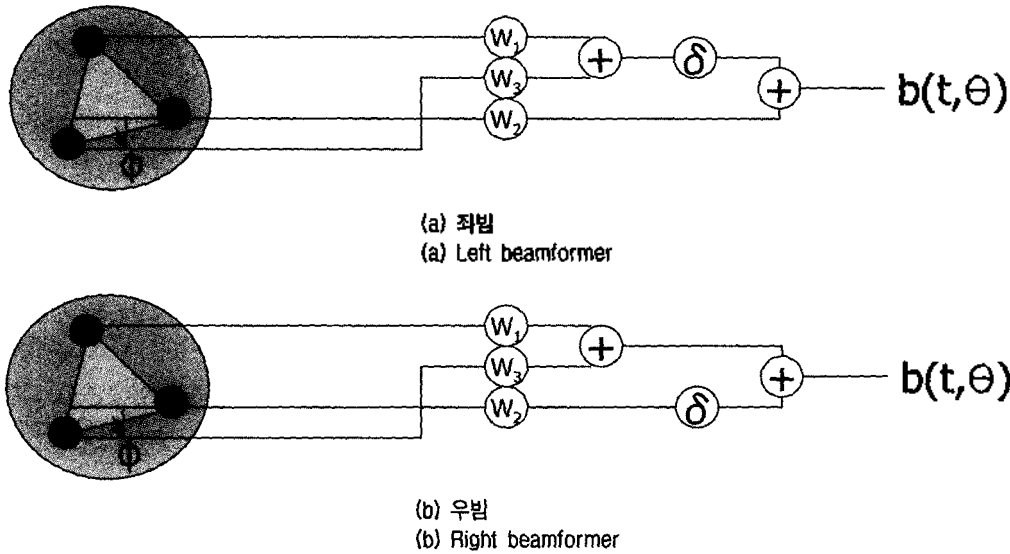 W₁
W₃
W₂
+
δ
+
b(t,Θ)
Φ
(a) 좌빔
(a) Left beamformer
W₁
W₃
W₂
+
+
δ
b(t,Θ)
Φ
(b) 우빔
(b) Right beamformer